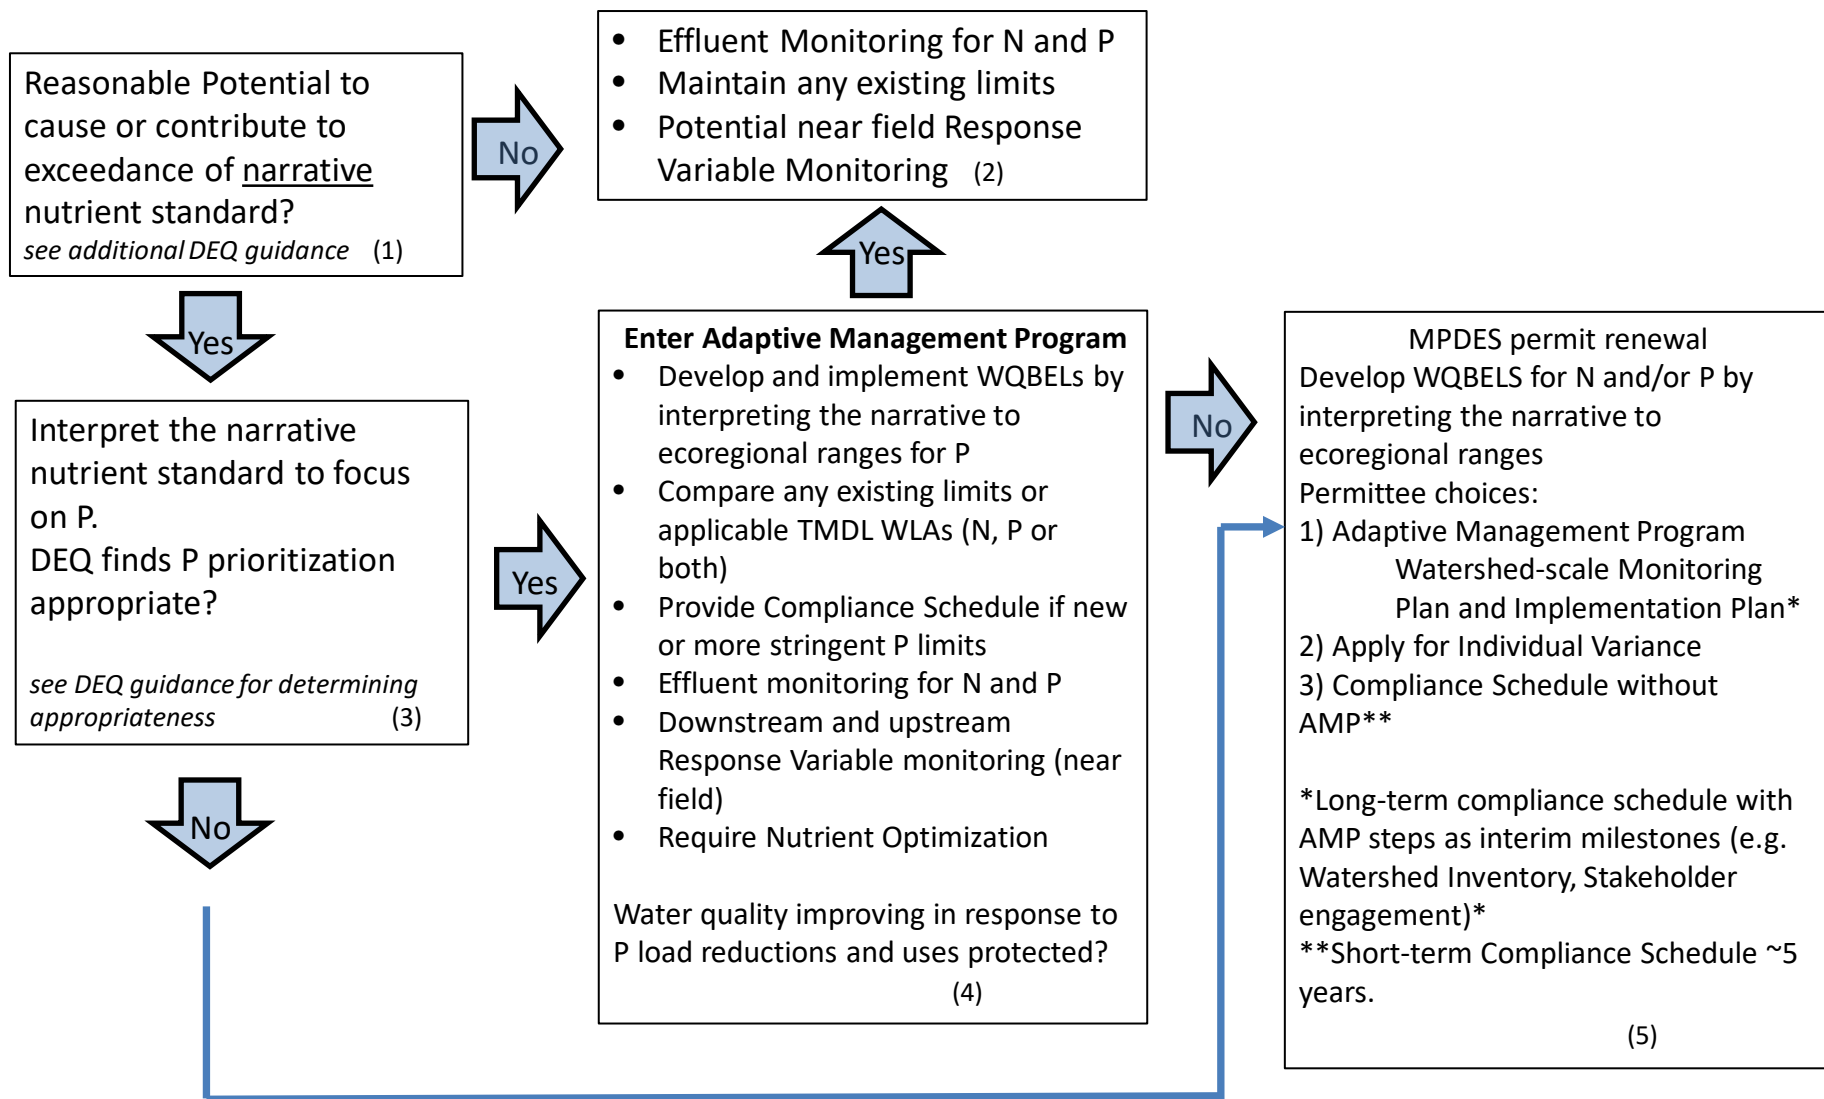 Reasonable Potential to
cause or contribute to
exceedance of narrative
nutrient standard?
see additional DEQ guidance (1)
No
• Effluent Monitoring for N and P
• Maintain any existing limits
• Potential near field Response
Variable Monitoring (2)
Yes
Yes
Interpret the narrative
nutrient standard to focus
on P.
DEQ finds P prioritization
appropriate?
see DEQ guidance for determining
appropriateness (3)
Yes
No
Enter Adaptive Management Program
• Develop and implement WQBELs by
interpreting the narrative to
ecoregional ranges for P
• Compare any existing limits or
applicable TMDL WLAs (N, P or
both)
• Provide Compliance Schedule if new
or more stringent P limits
• Effluent monitoring for N and P
• Downstream and upstream
Response Variable monitoring (near
field)
• Require Nutrient Optimization
Water quality improving in response to
P load reductions and uses protected?
(4)
No
MPDES permit renewal
Develop WQBELS for N and/or P by
interpreting the narrative to
ecoregional ranges
Permittee choices:
1) Adaptive Management Program
Watershed-scale Monitoring
Plan and Implementation Plan*
2) Apply for Individual Variance
3) Compliance Schedule without
AMP**
*Long-term compliance schedule with
AMP steps as interim milestones (e.g.
Watershed Inventory, Stakeholder
engagement)*
**Short-term Compliance Schedule ~5
years.
(5)